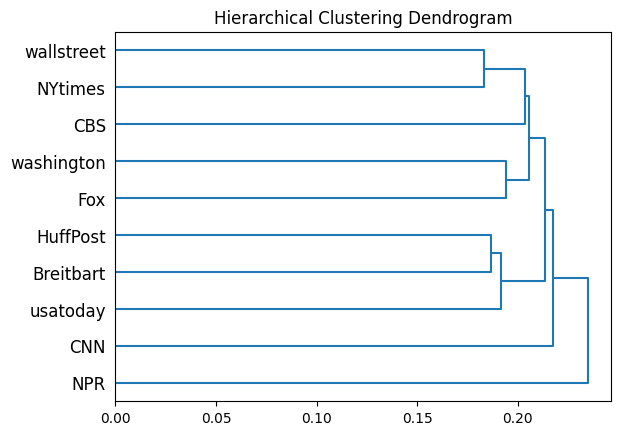 Hierarchical Clustering Dendrogram
wallstreet
NYtimes
CBS
washington
Fox
HuffPost
Breitbart
usatoday
CNN
NPR
0.00 0.05 0.10 0.15 0.20